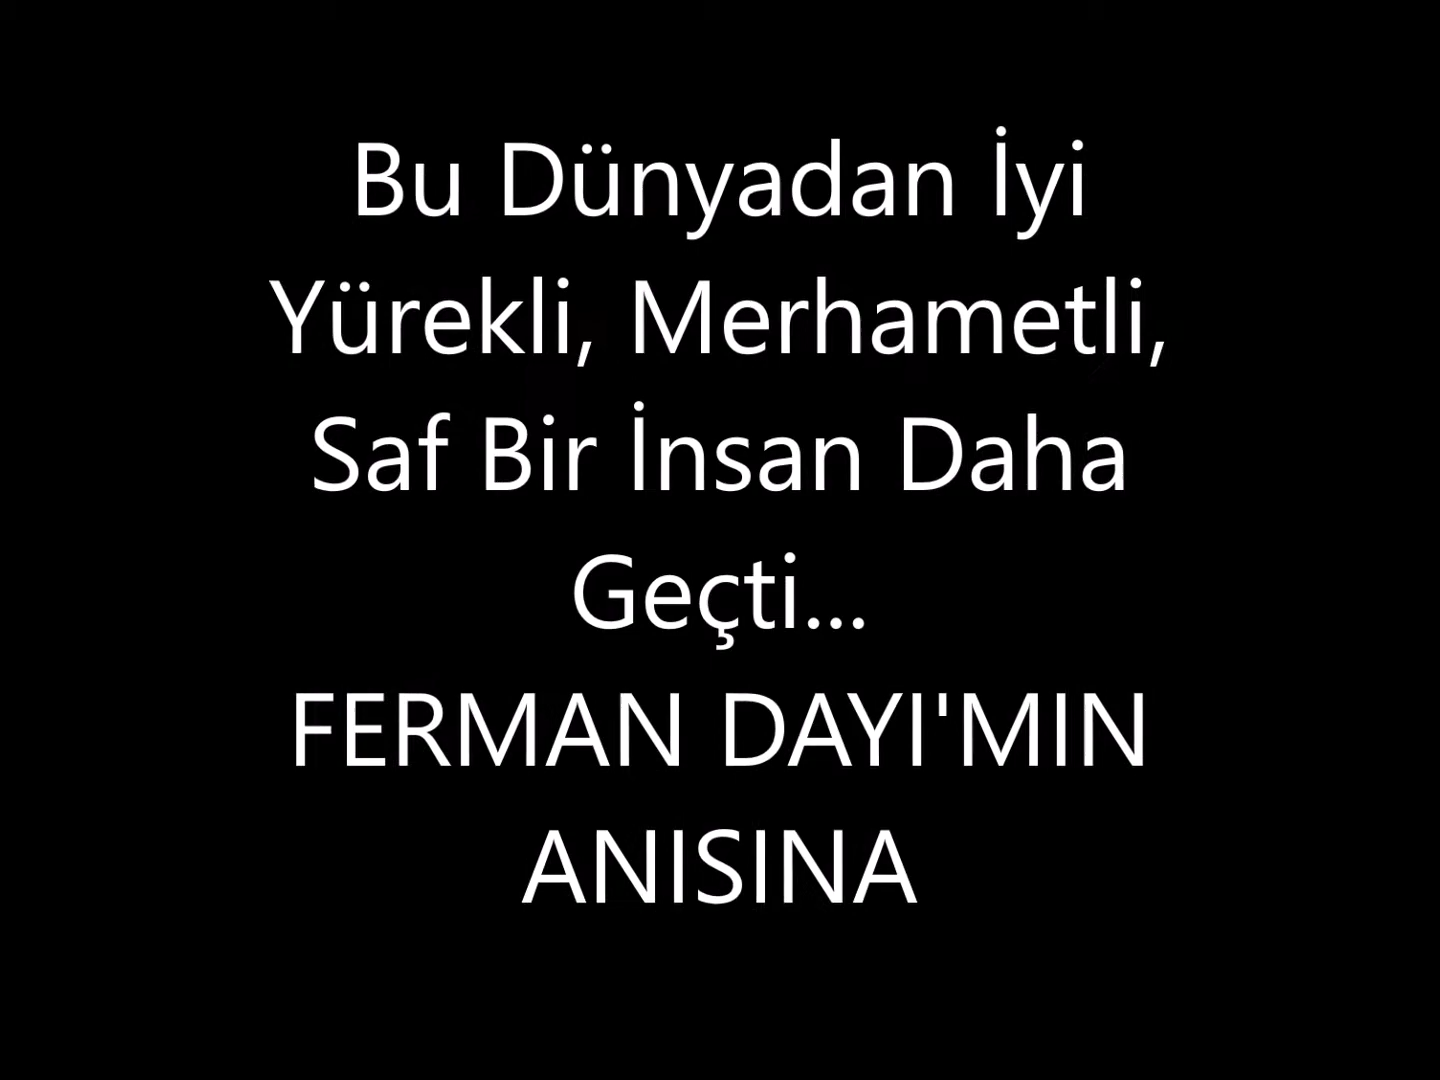 Bu Dünyadan İyi
Yürekli, Merhametli,
Saf Bir İnsan Daha
Geçti...
FERMAN DAYI'MIN
ANISINA